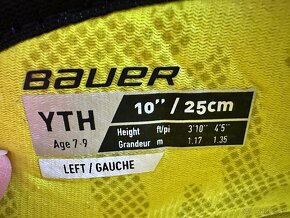 BAUER
YTH
Age 7-9
10’’ / 25cm
Height ft/pi 3'10" 4'5"
Grandeur m 1.17 1.35
LEFT / GAUCHE